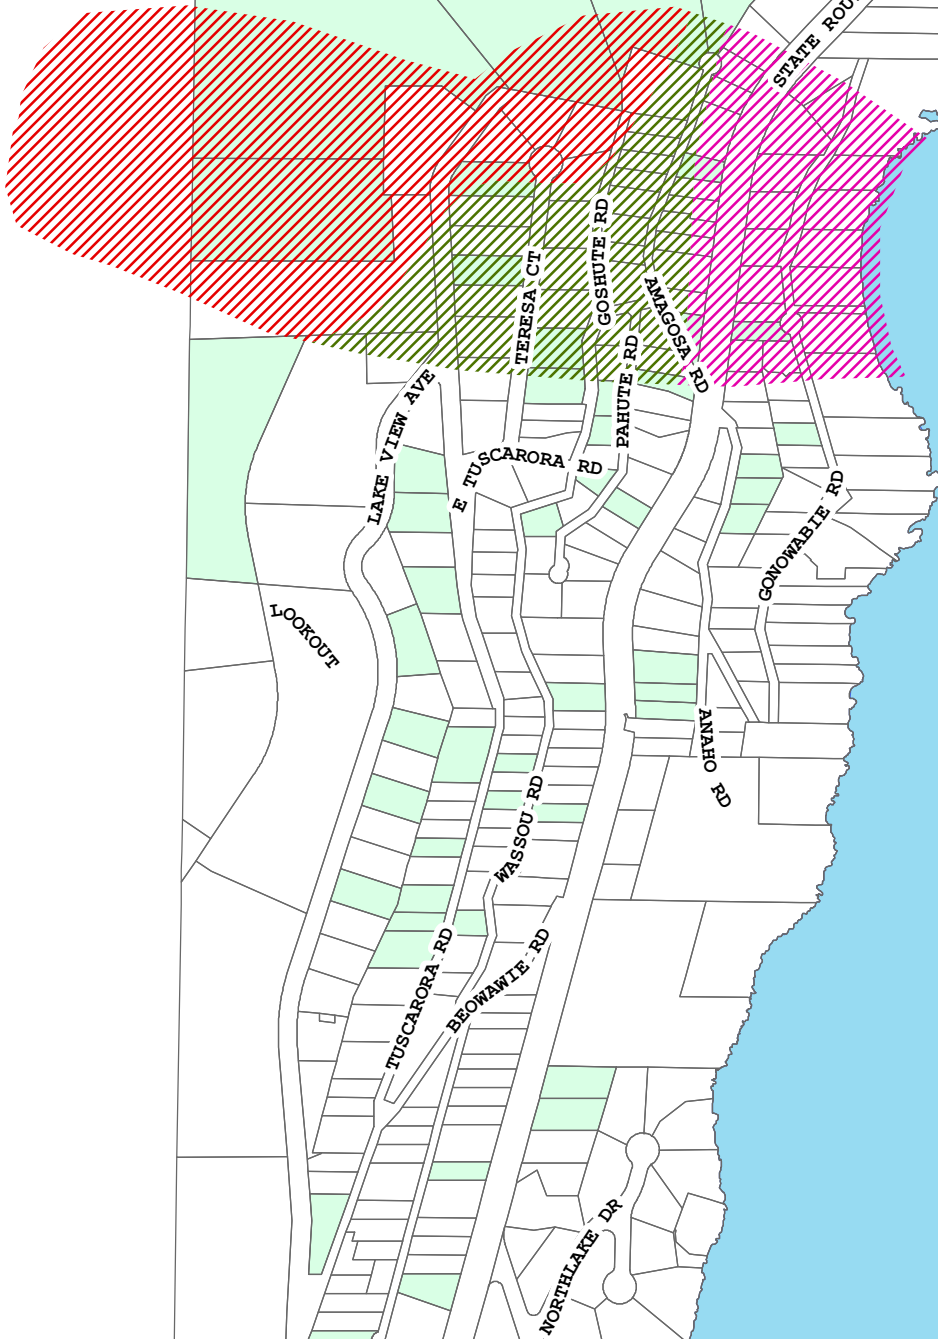 STATE ROU
TERESA CT
GOSHUTE RD
AMAGOSA RD
PAHUTE RD
LAKE VIEW AVE
E TUSCARORA RD
GONOWABIE RD
LOOKOUT
ANAHO RD
WASSOU RD
TUSCARORA RD
BEOWAWIE RD
NORTHLAKE DR